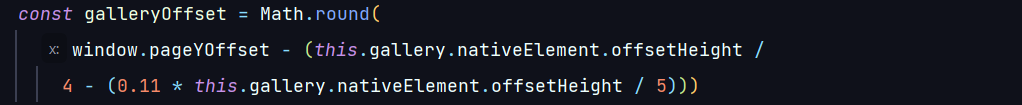 const galleryOffset = Math.round(
x: window.pageYOffset - (this.gallery.nativeElement.offsetHeight /
4 - (0.11 * this.gallery.nativeElement.offsetHeight / 5)))